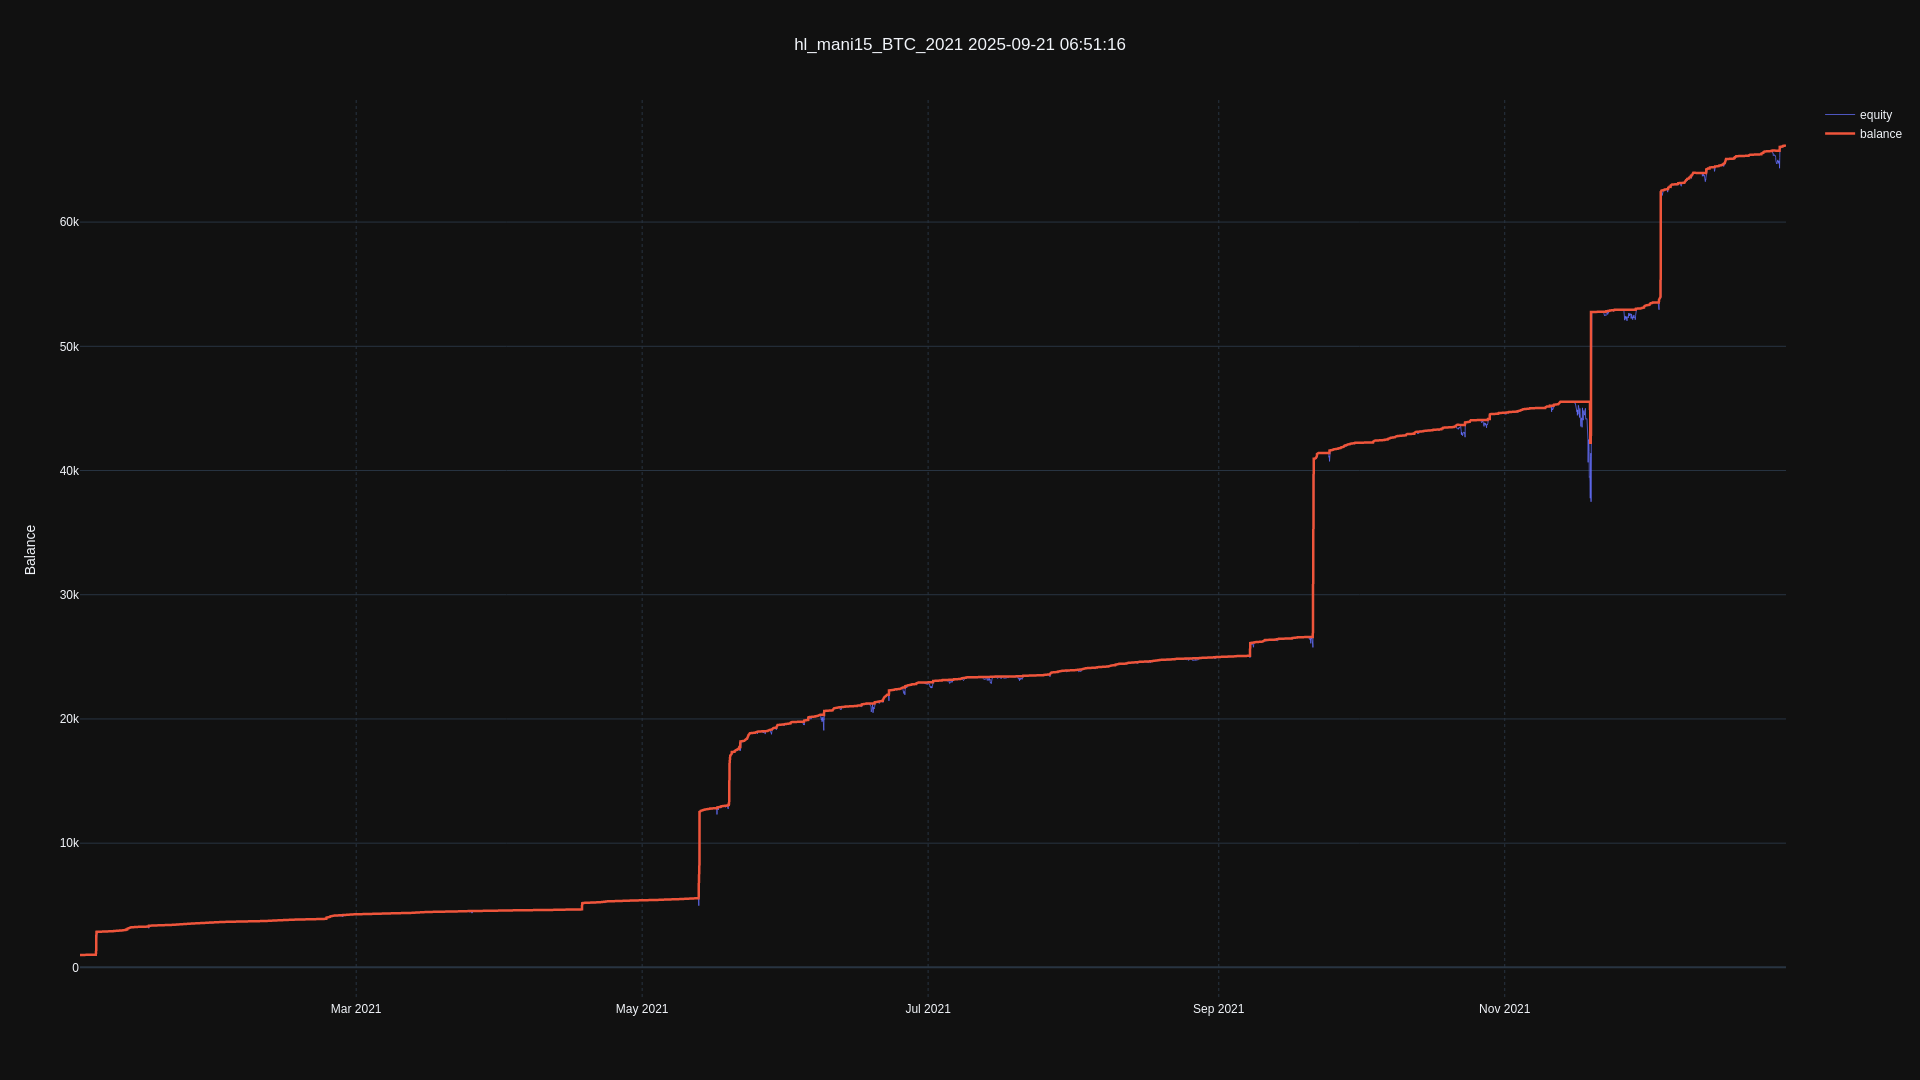 hl_mani15_BTC_2021 2025-09-21 06:51:16
equity
balance
Balance
60k
50k
40k
30k
20k
10k
0
Mar 2021
May 2021
Jul 2021
Sep 2021
Nov 2021